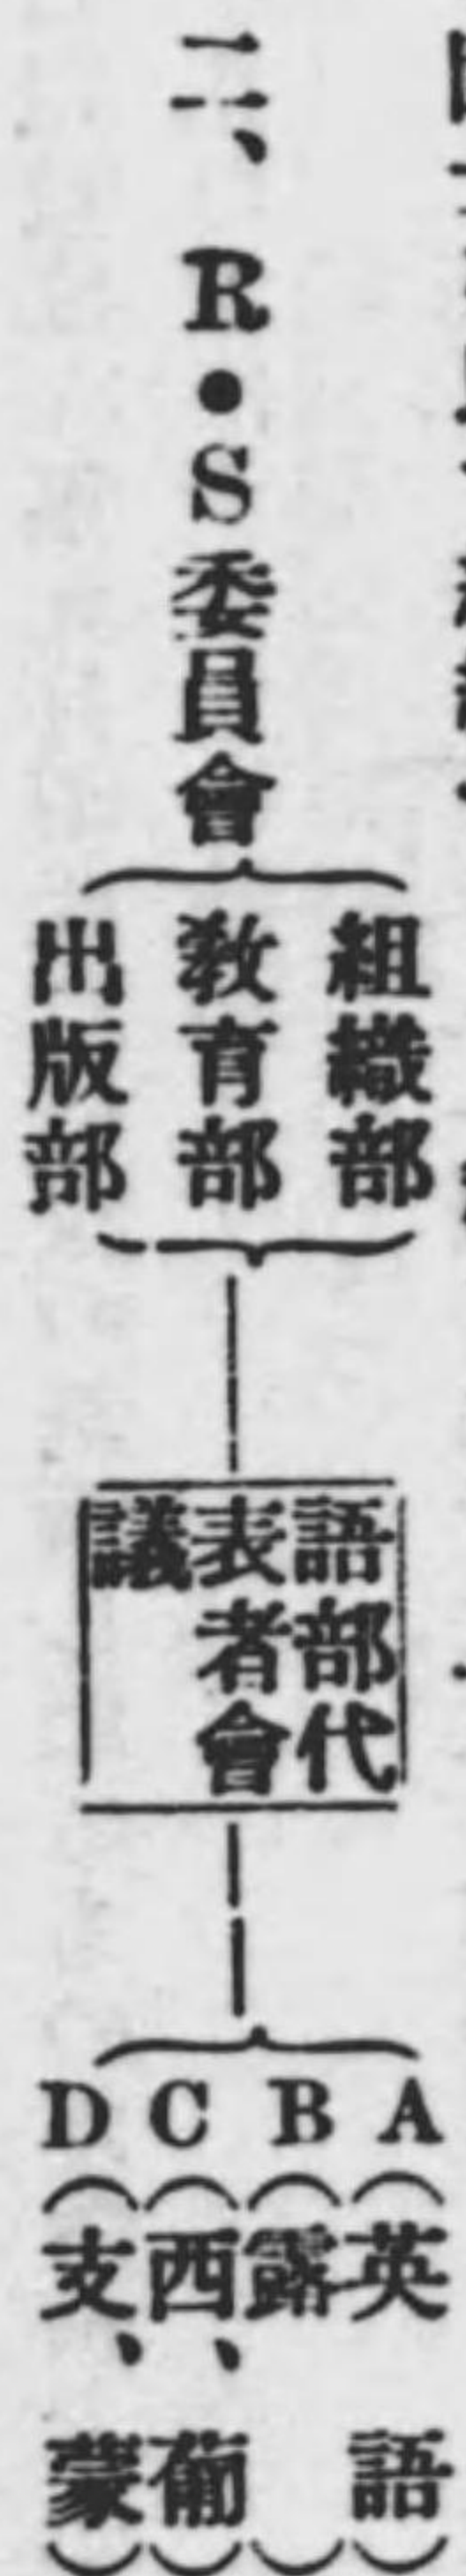 二、R・S委員會
組織部
教育部
出版部
語部代
表者會
議
A（英語）
B（露）
C（西、葡）
D（支、蒙）